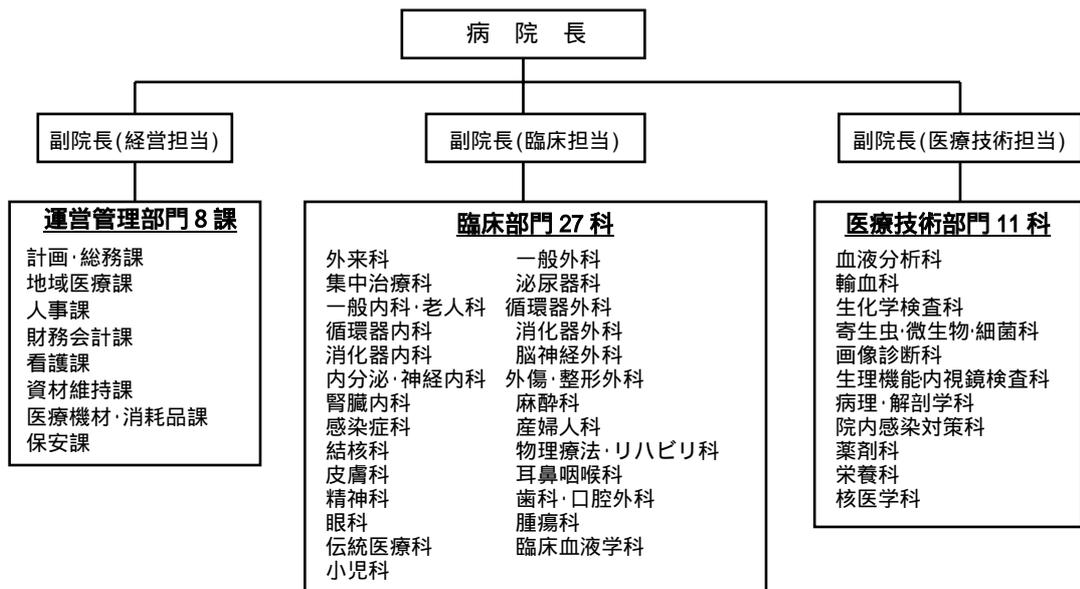 病 院 長
副院長(経営担当)
副院長(臨床担当)
副院長(医療技術担当)
運営管理部門 8 課
計画･総務課
地域医療課
人事課
財務会計課
看護課
資材維持課
医療機材･消耗品課
保安課
臨床部門 27 科
外来科 一般外科
集中治療科 泌尿器科
一般内科･老人科 循環器外科
循環器内科 消化器外科
消化器内科 脳神経外科
内分泌･神経内科 外傷･整形外科
腎臓内科 麻酔科
感染症科 産婦人科
結核科 物理療法･リハビリ科
皮膚科 耳鼻咽喉科
精神科 歯科･口腔外科
眼科 腫瘍科
伝統医療科 臨床血液学科
小児科
医療技術部門 11 科
血液分析科
輸血科
生化学検査科
寄生虫･微生物･細菌科
画像診断科
生理機能内視鏡検査科
病理･解剖学科
院内感染対策科
薬剤科
栄養科
核医学科